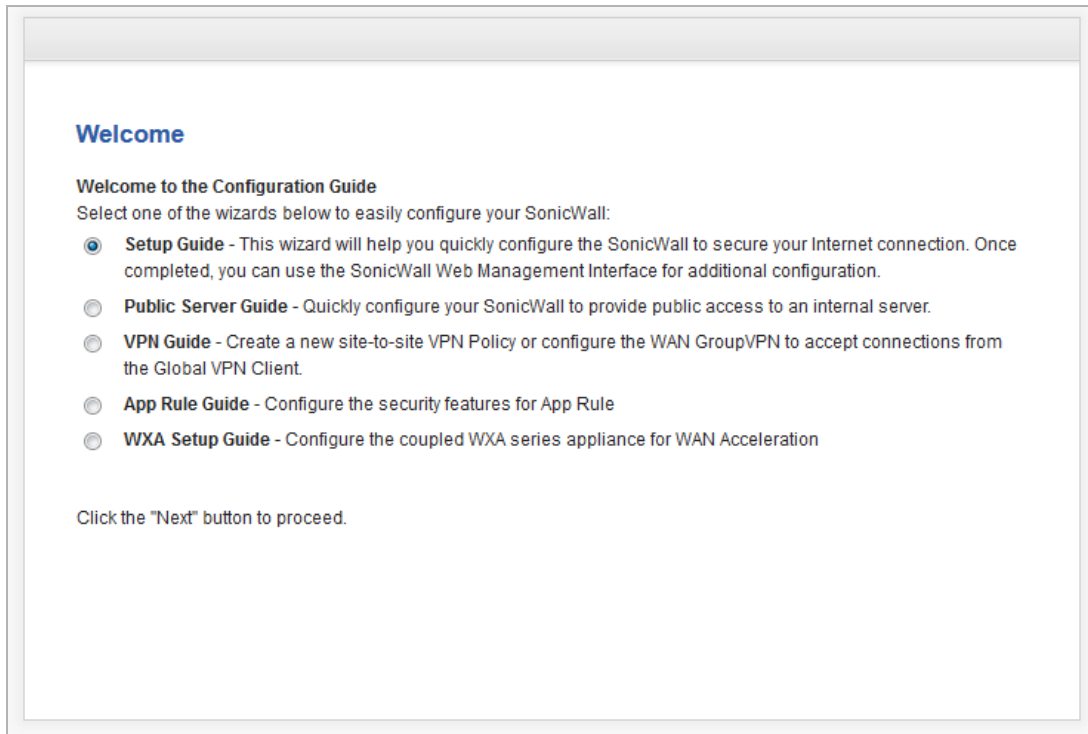 Welcome
Welcome to the Configuration Guide
Select one of the wizards below to easily configure your SonicWall:
Setup Guide - This wizard will help you quickly configure the SonicWall to secure your Internet connection. Once
completed, you can use the SonicWall Web Management Interface for additional configuration.
Public Server Guide - Quickly configure your SonicWall to provide public access to an internal server.
VPN Guide - Create a new site-to-site VPN Policy or configure the WAN GroupVPN to accept connections from
the Global VPN Client.
App Rule Guide - Configure the security features for App Rule
WXA Setup Guide - Configure the coupled WXA series appliance for WAN Acceleration
Click the "Next" button to proceed.